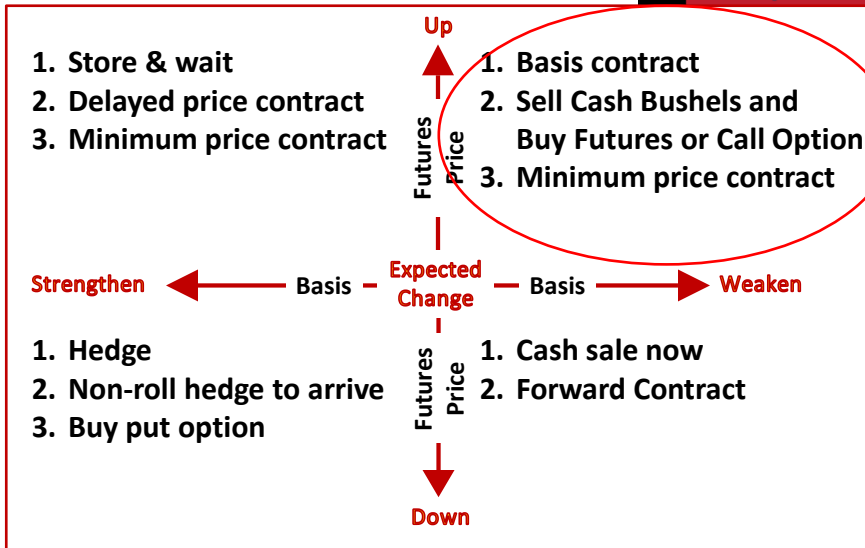 Up
1. Store & wait
2. Delayed price contract
3. Minimum price contract
Futures
Price
1. Basis contract
2. Sell Cash Bushels and
Buy Futures or Call Option
3. Minimum price contract
Strengthen
Basis
Expected
Change
Basis
Weaken
1. Hedge
2. Non-roll hedge to arrive
3. Buy put option
Futures
Price
1. Cash sale now
2. Forward Contract
Down